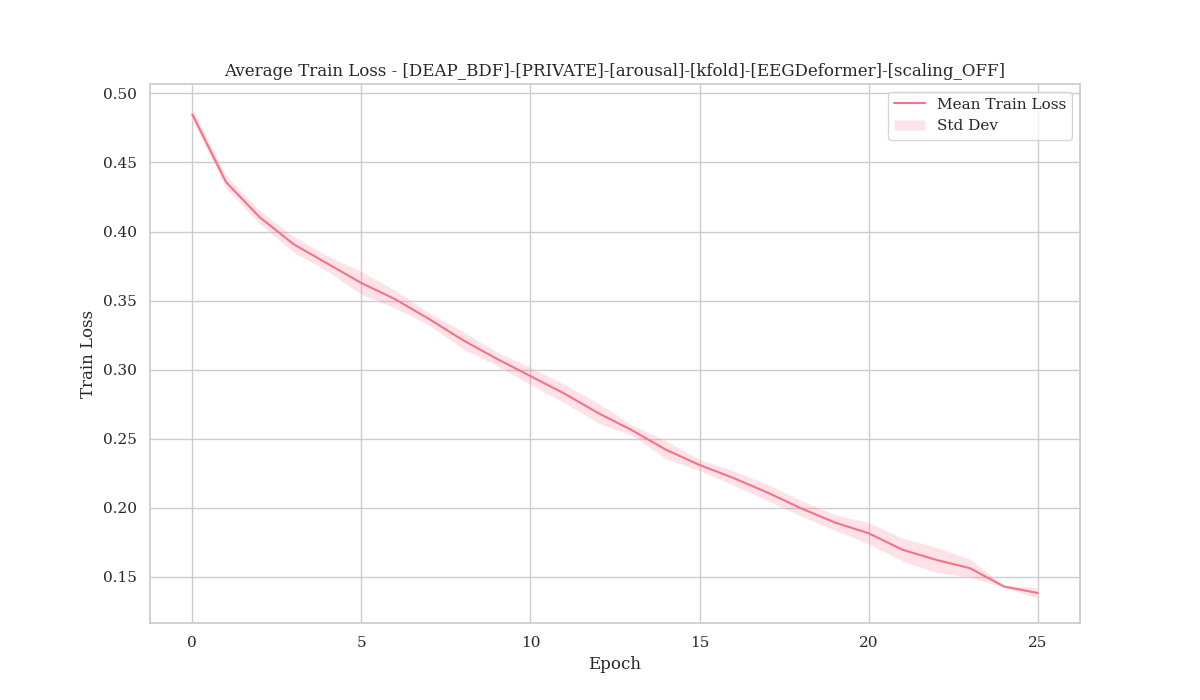 Average Train Loss - [DEAP_BDF]-[PRIVATE]-[arousal]-[kfold]-[EEGDeformer]-[scaling_OFF]
Mean Train Loss
Std Dev
0.50
0.45
0.40
0.35
0.30
0.25
0.20
0.15
Train Loss
0 5 10 15 20 25
Epoch